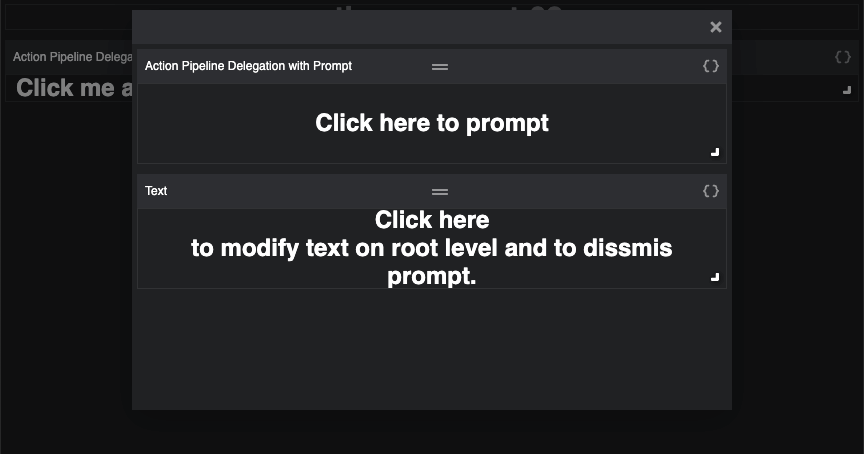 Action Pipeline Delega
Click me a
Action Pipeline Delegation with Prompt
Click here to prompt
Text
Click here
to modify text on root level and to dissmis
prompt.